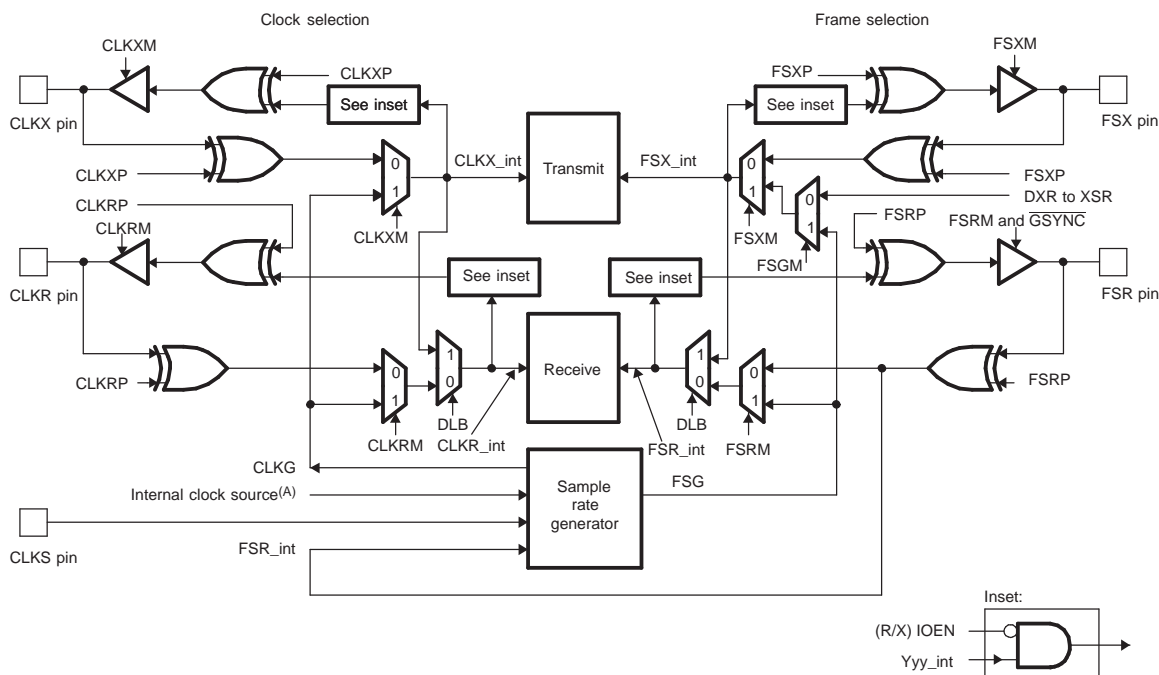 Clock selection
Frame selection
CLKXM
CLKXP
See inset
CLKX pin
FSXM
FSXP
See inset
FSX pin
CLKXP
0
1
CLKXM
CLKX_int
Transmit
FSX_int
0
1
FSXM
FSXP
DXR to XSR
0
1
FSGM
CLKRP
CLKRM
See inset
CLKR pin
FSRP
FSRM and GSYNC
See inset
FSR pin
CLKRP
0
1
CLKRM
1
0
DLB
CLKR_int
Receive
1
0
DLB
FSR_int
0
1
FSRM
FSRP
CLKG
Internal clock source(A)
CLKS pin
FSR_int
Sample
rate
generator
FSG
Inset:
(R/X) IOEN
Yyy_int